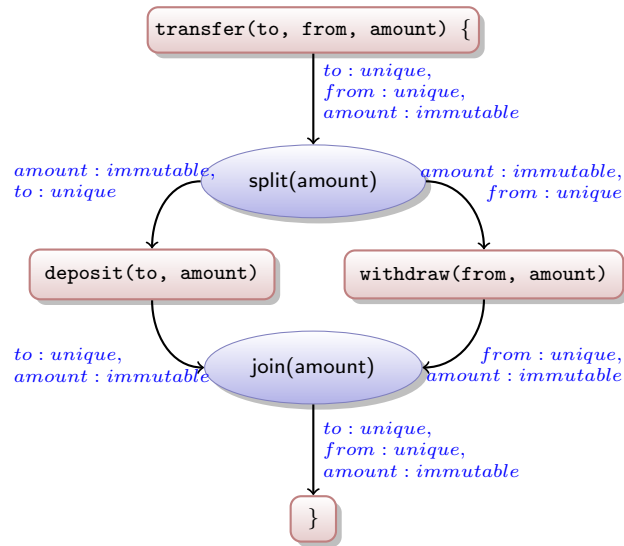 transfer(to, from, amount) {
to : unique,
from : unique,
amount : immutable
amount : immutable,
to : unique
split(amount)
amount : immutable,
from : unique
deposit(to, amount)
withdraw(from, amount)
to : unique,
amount : immutable
join(amount)
from : unique,
amount : immutable
to : unique,
from : unique,
amount : immutable
}